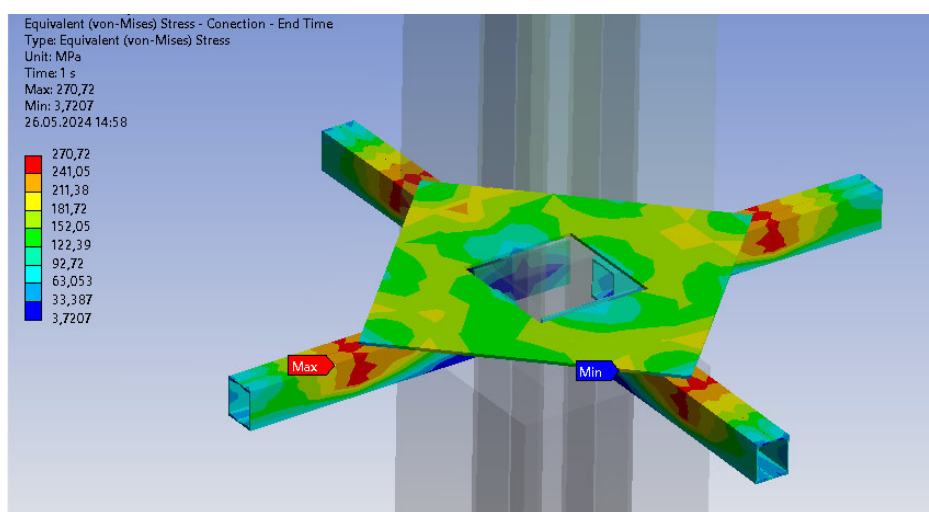 Equivalent (von-Mises) Stress - Conection - End Time
Type: Equivalent (von-Mises) Stress
Unit: MPa
Time: 1 s
Max: 270,72
Min: 3,7207
26.05.2024 14:58
270,72
241,05
211,38
181,72
152,05
122,39
92,72
63,053
33,387
3,7207
Max
Min